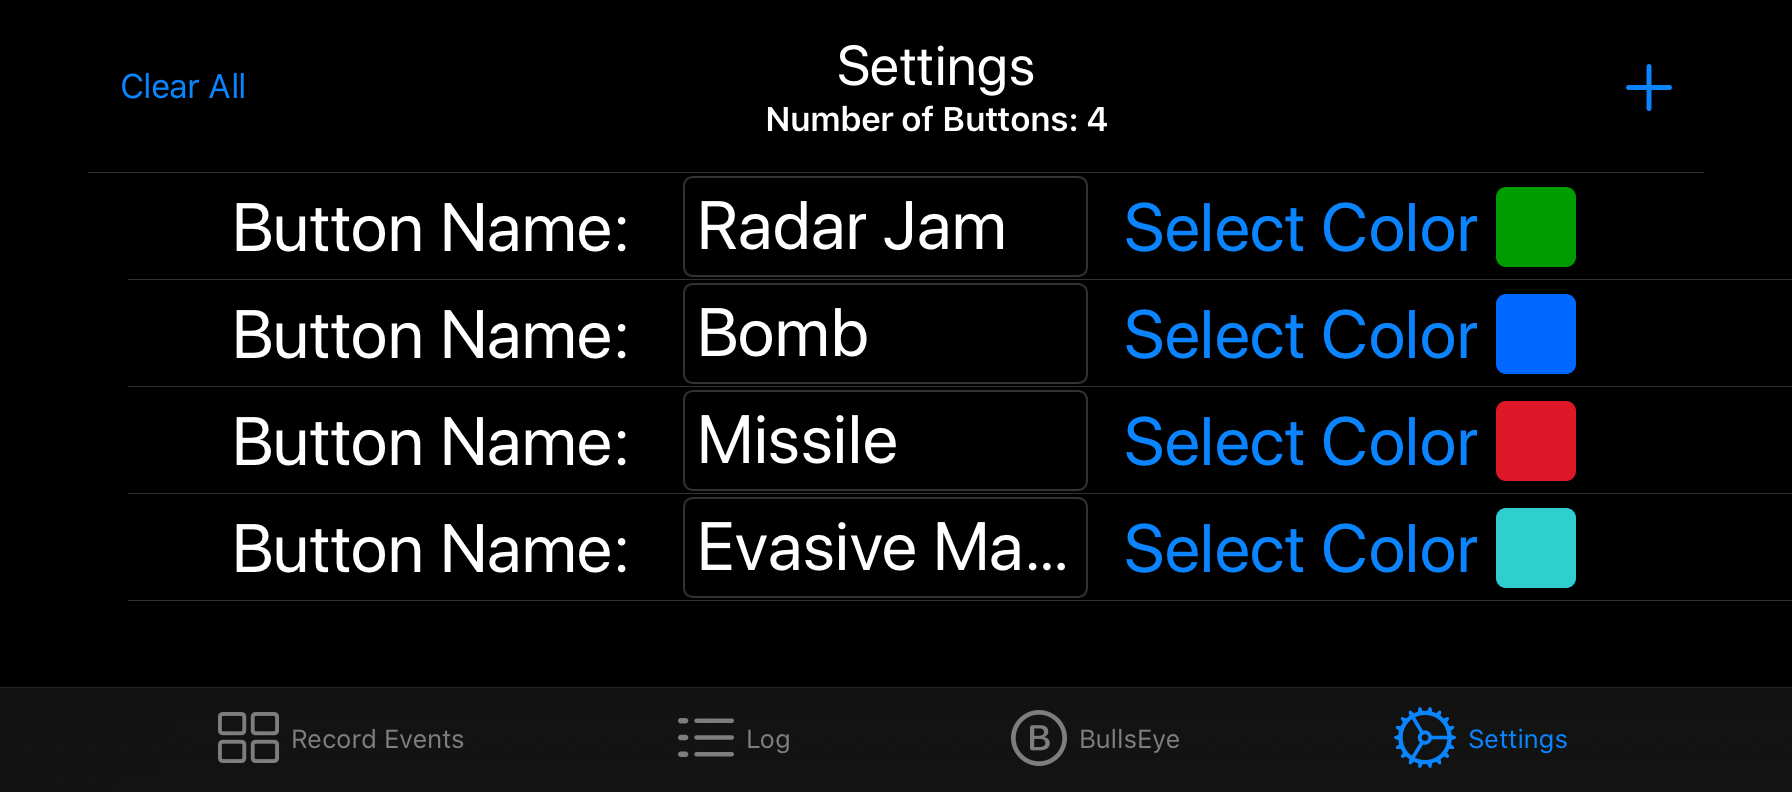 Clear All
Settings
Number of Buttons: 4
Button Name: Radar Jam Select Color
Button Name: Bomb Select Color
Button Name: Missile Select Color
Button Name: Evasive Ma... Select Color
Record Events Log B BullsEye Settings